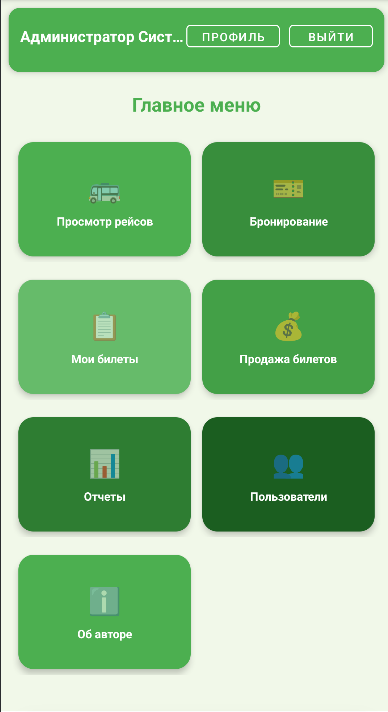 Администратор Сист... ПРОФИЛЬ ВЫЙТИ
Главное меню
Просмотр рейсов
Бронирование
Мои билеты
Продажа билетов
Отчеты
Пользователи
Об авторе